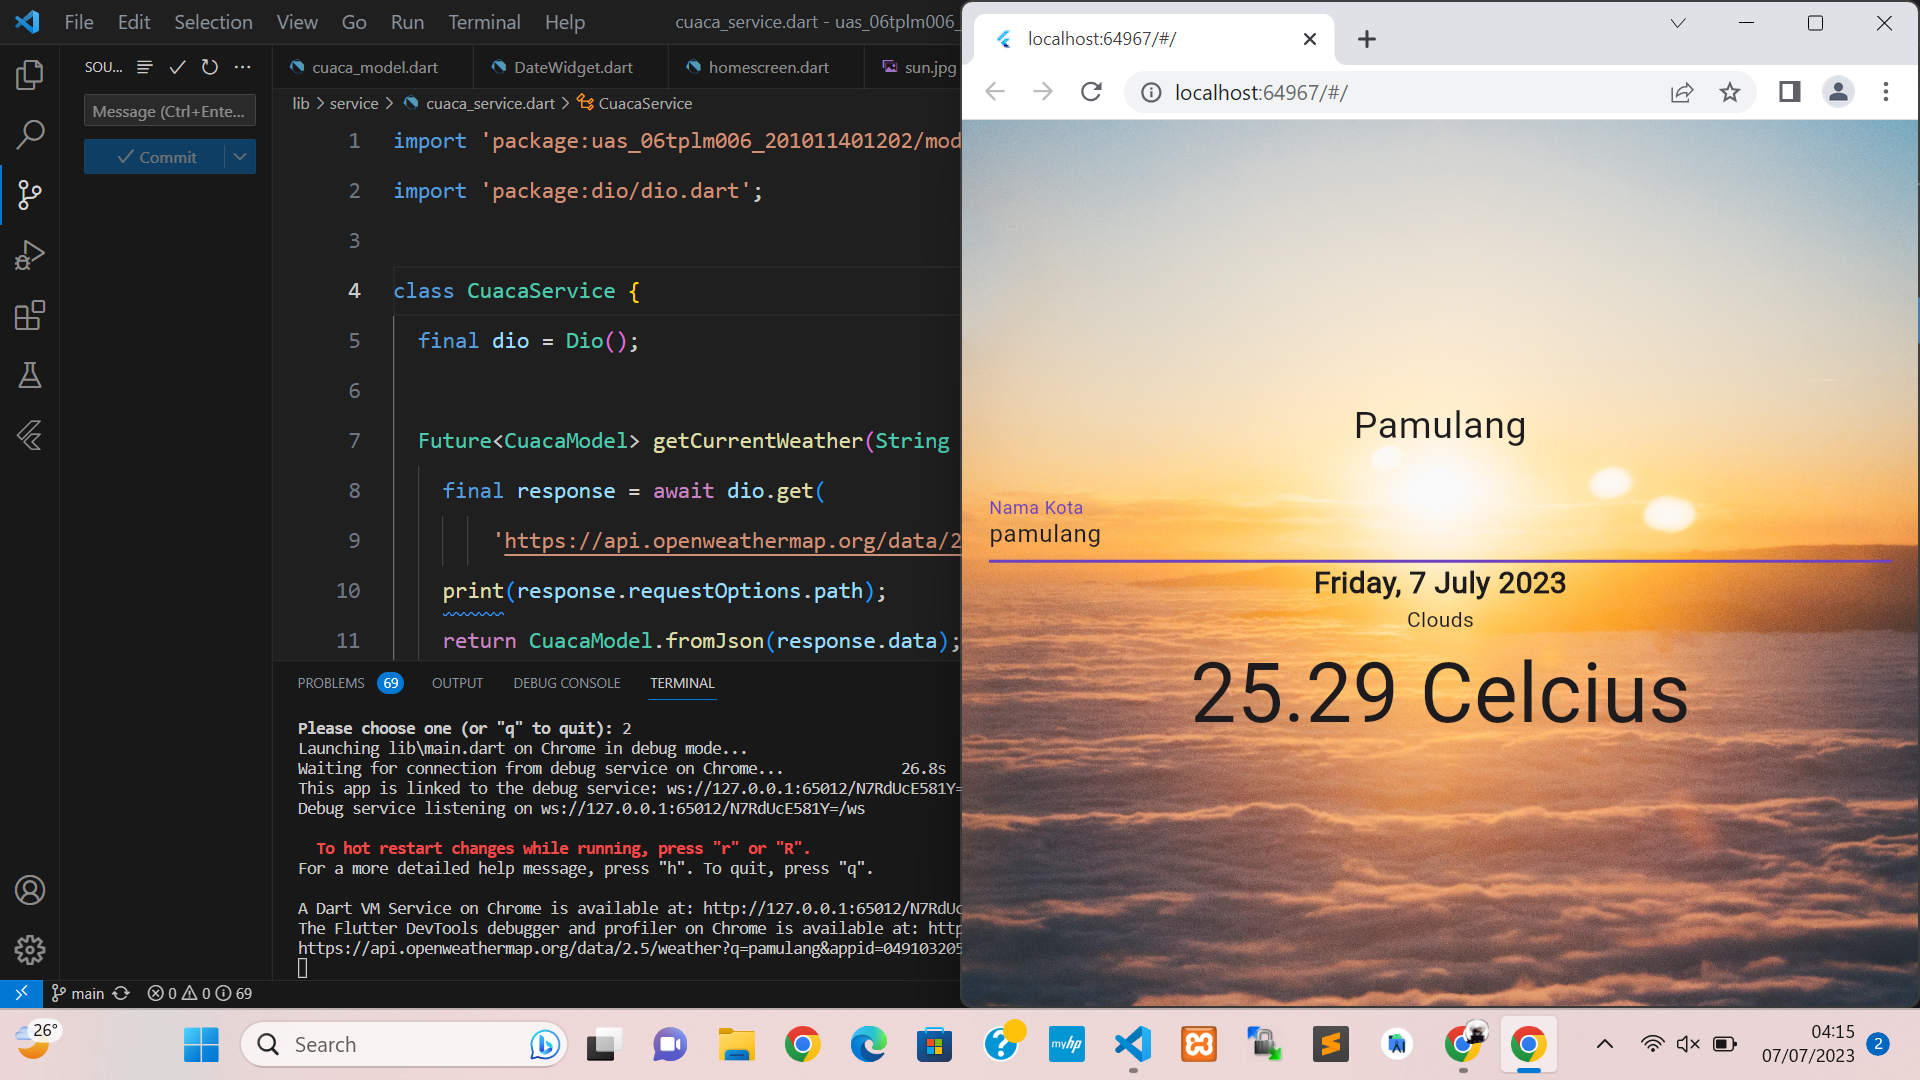 File Edit Selection View Go Run Terminal Help
cuaca_service.dart - uas_06tplm006_
SOU...
Message (Ctrl+Ente...
Commit
cuaca_model.dart DateWidget.dart homescreen.dart sun.jpg
lib > service > cuaca_service.dart > CuacaService
1 import 'package:uas_06tplm006_201011401202/mod
2 import 'package:dio/dio.dart';
3
4 class CuacaService {
5 final dio = Dio();
6
7 Future<CuacaModel> getCurrentWeather(String
8 final response = await dio.get(
9 'https://api.openweathermap.org/data/2
10 print(response.requestOptions.path);
11 return CuacaModel.fromJson(response.data);
PROBLEMS 69 OUTPUT DEBUG CONSOLE TERMINAL
Please choose one (or "q" to quit): 2
Launching lib\main.dart on Chrome in debug mode...
Waiting for connection from debug service on Chrome... 26.8s
This app is linked to the debug service: ws://127.0.0.1:65012/N7RdUcE581Y=
Debug service listening on ws://127.0.0.1:65012/N7RdUcE581Y=/ws
To hot restart changes while running, press "r" or "R".
For a more detailed help message, press "h". To quit, press "q".
A Dart VM Service on Chrome is available at: http://127.0.0.1:65012/N7RdUc
The Flutter DevTools debugger and profiler on Chrome is available at: http
https://api.openweathermap.org/data/2.5/weather?q=pamulang&appid=049103205
main 0 0 69
localhost:64967/#/
localhost:64967/#/
Pamulang
Nama Kota
pamulang
Friday, 7 July 2023
Clouds
25.29 Celcius
26°
Search
myhp
04:15
07/07/2023
2